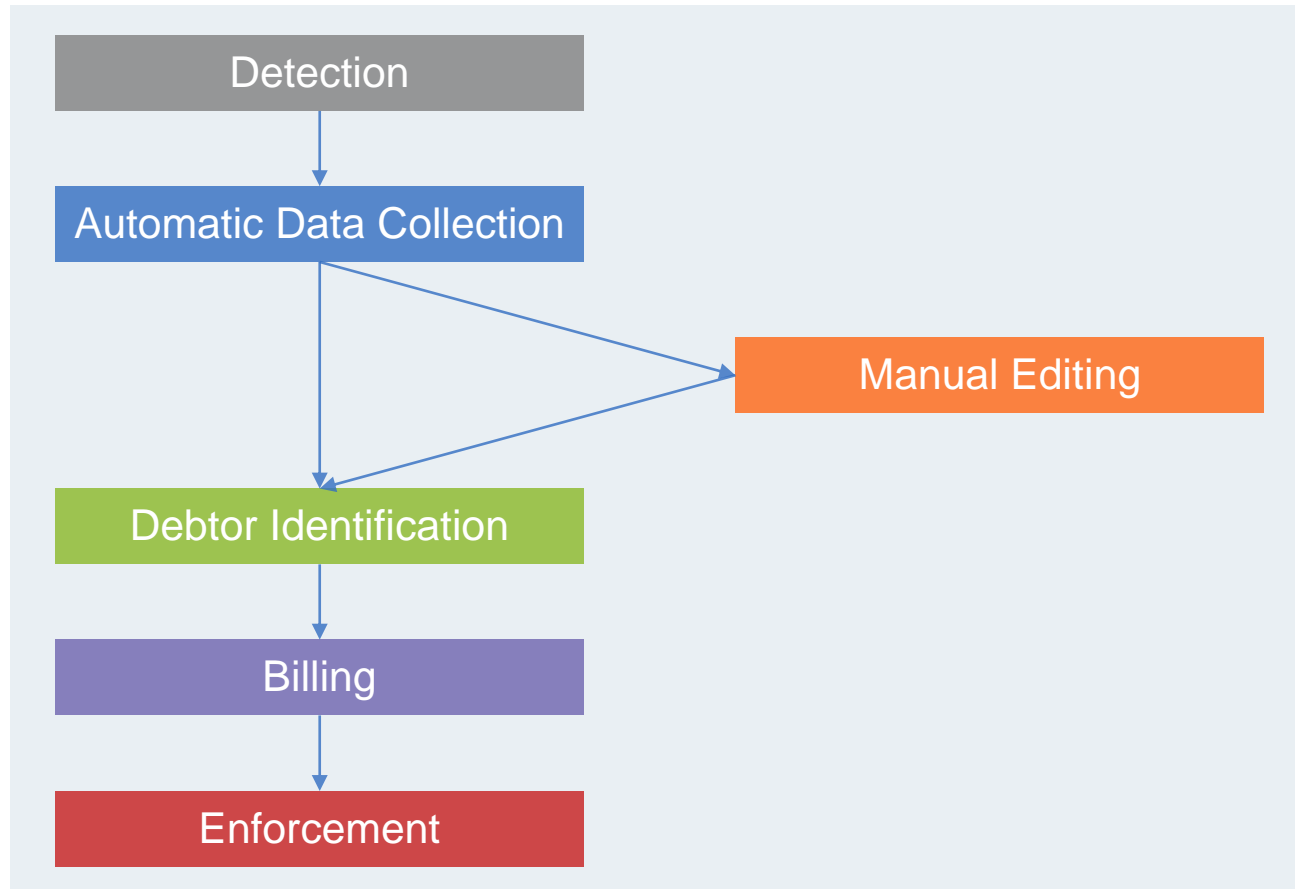 Detection
Automatic Data Collection
Manual Editing
Debtor Identification
Billing
Enforcement